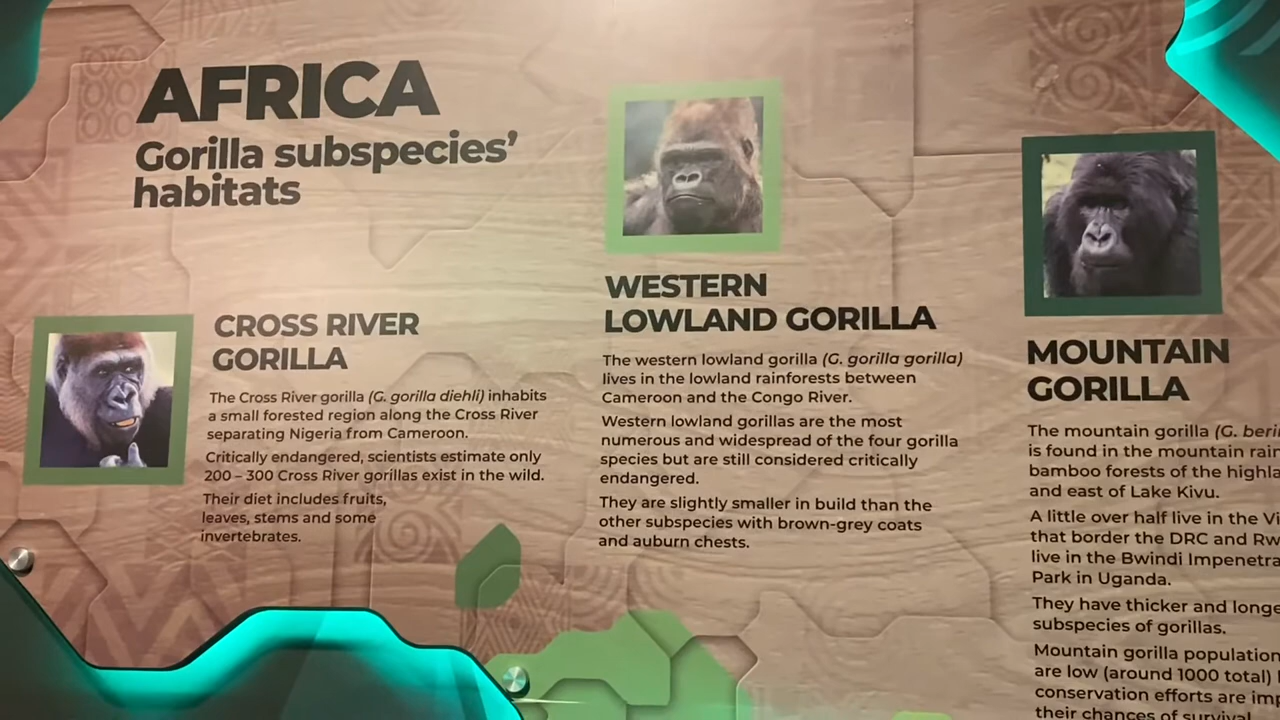 AFRICA
Gorilla subspecies'
habitats
CROSS RIVER
GORILLA
The Cross River gorilla (G. gorilla diehli) inhabits
a small forested region along the Cross River
separating Nigeria from Cameroon.
Critically endangered, scientists estimate only
200 – 300 Cross River gorillas exist in the wild.
Their diet includes fruits,
leaves, stems and some
invertebrates.
WESTERN
LOWLAND GORILLA
The western lowland gorilla (G. gorilla gorilla)
lives in the lowland rainforests between
Cameroon and the Congo River.
Western lowland gorillas are the most
numerous and widespread of the four gorilla
species but are still considered critically
endangered.
They are slightly smaller in build than the
other subspecies with brown-grey coats
and auburn chests.
MOUNTAIN
GORILLA
The mountain gorilla (G.
is found in the mountain
bamboo forests of the
and east of Lake Kivu.
A little over half live in the
that border the DRC and
live in the Bwindi
Park in Uganda.
They have thicker and
subspecies of gorillas.
Mountain gorilla
are low (around 1000 total)
conservation efforts are
their chances of survival